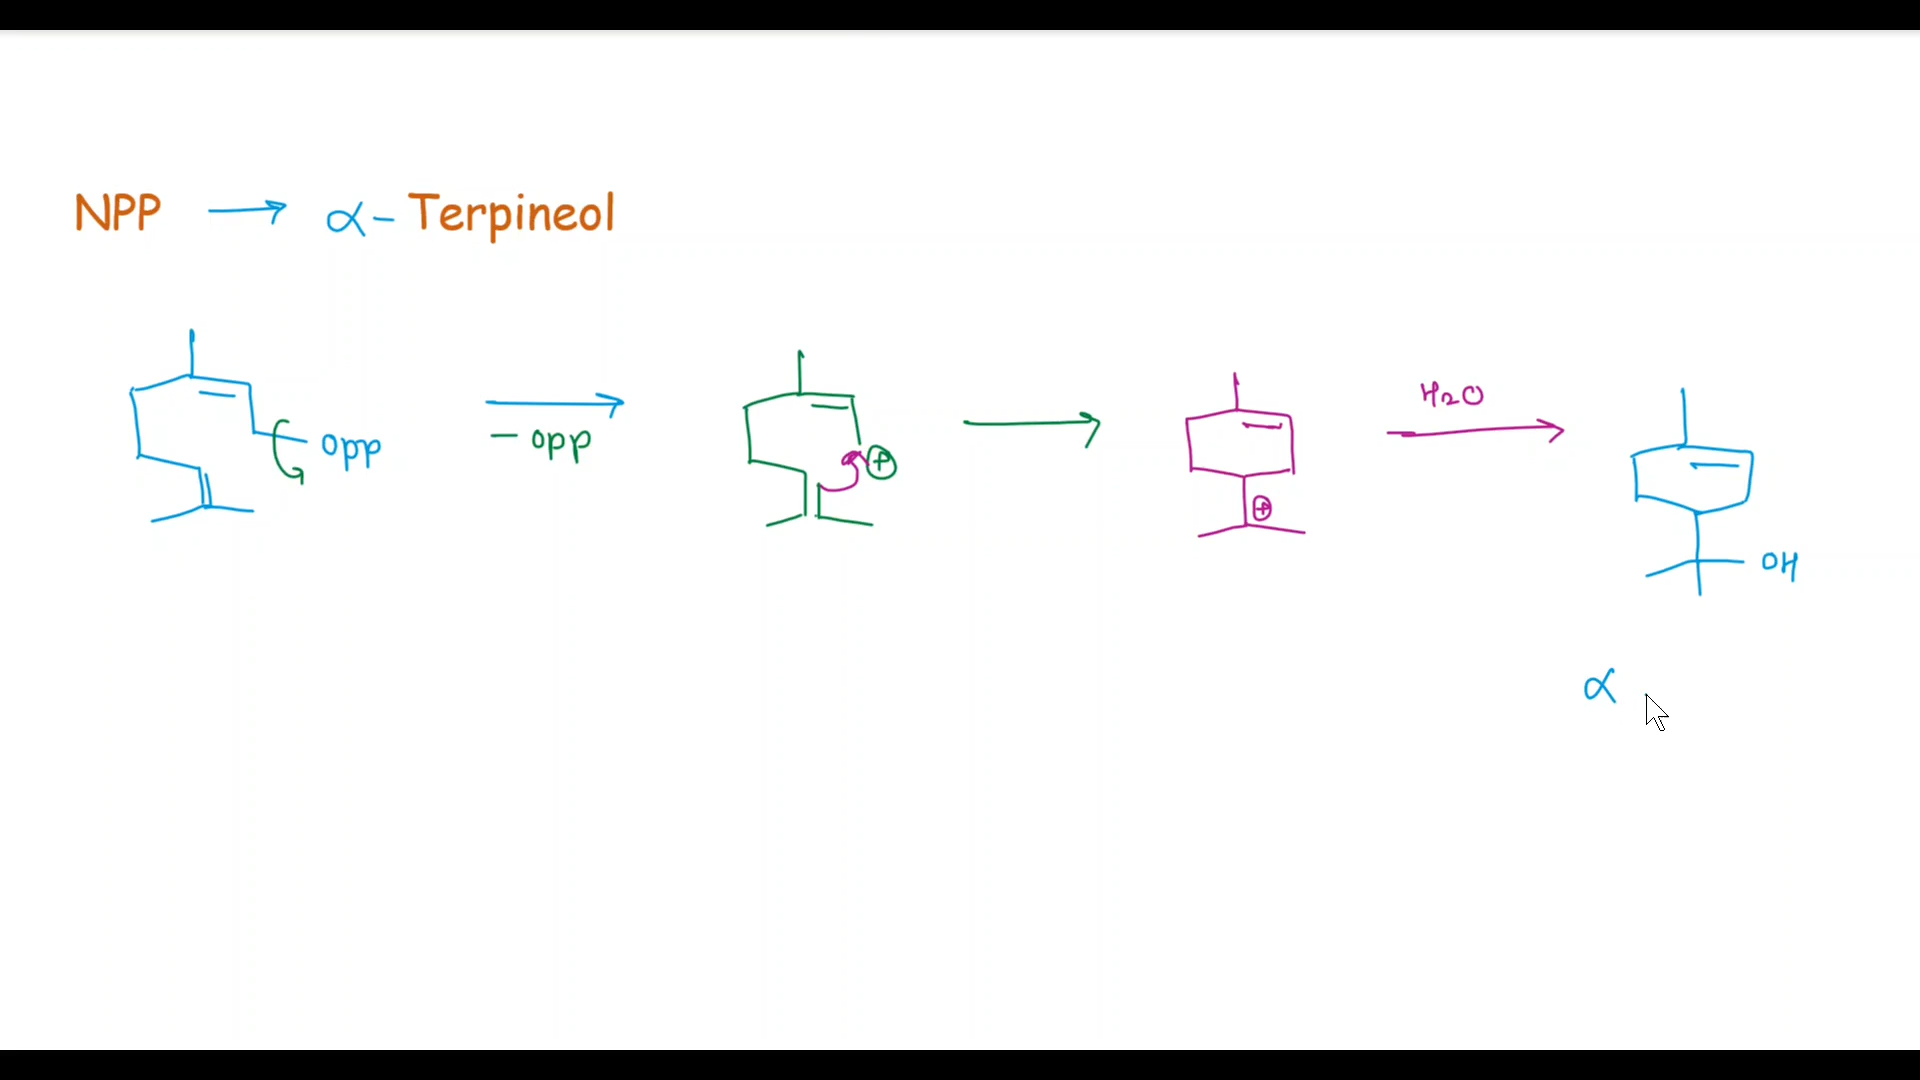 NPP → α- Terpineol
H2O
OPP
- OPP
⊕
⊕
OH
α